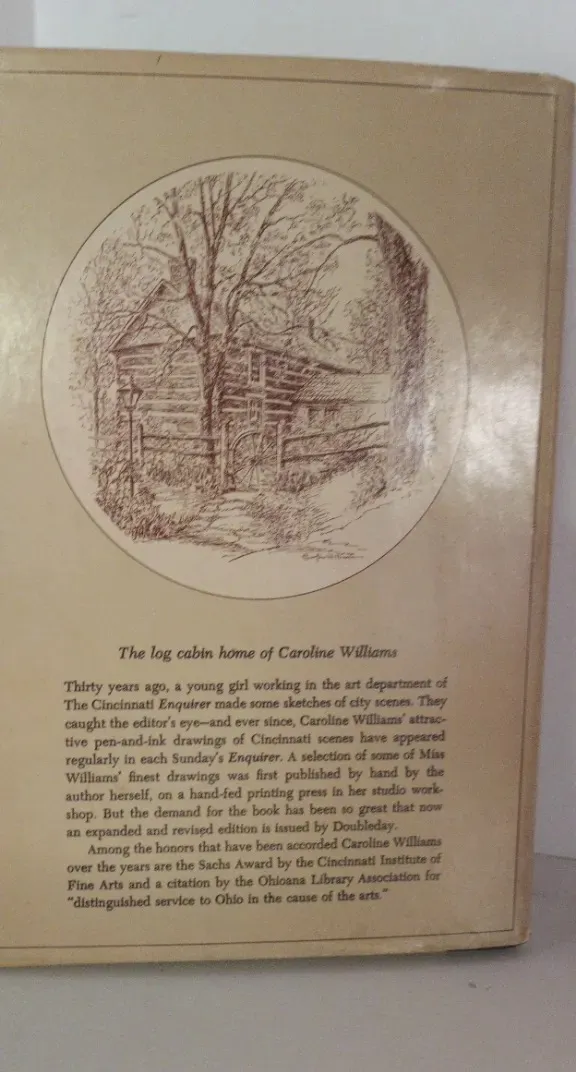 The log cabin home of Caroline Williams
Thirty years ago, a young girl working in the art department of
The Cincinnati Enquirer made some sketches of city scenes. They
caught the editor's eye—and ever since, Caroline Williams' attrac-
tive pen-and-ink drawings of Cincinnati scenes have appeared
regularly in each Sunday's Enquirer. A selection of some of Miss
Williams' finest drawings was first published by hand by the
author herself, on a hand-fed printing press in her studio work-
shop. But the demand for the book has been so great that now
an expanded and revised edition is issued by Doubleday.
Among the honors that have been accorded Caroline Williams
over the years are the Sachs Award by the Cincinnati Institute of
Fine Arts and a citation by the Ohioana Library Association for
"distinguished service to Ohio in the cause of the arts."